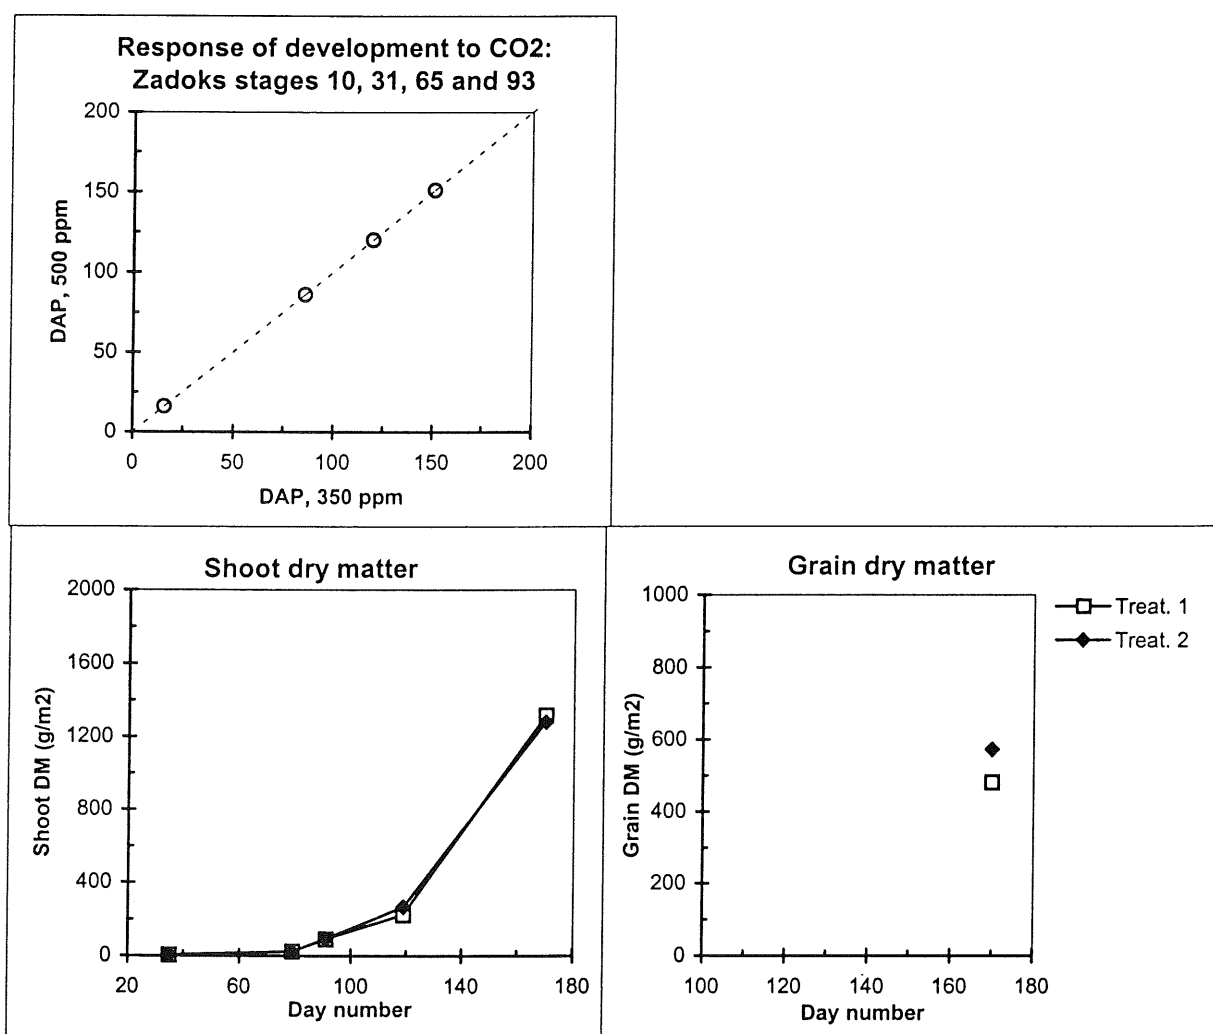 Response of development to CO2:
Zadoks stages 10, 31, 65 and 93
200
150
100
50
0
DAP, 500 ppm
0 50 100 150 200
DAP, 350 ppm
Shoot dry matter
2000
1600
1200
800
400
0
Shoot DM (g/m2)
20 60 100 140 180
Day number
Grain dry matter
1000
800
600
400
200
0
Grain DM (g/m2)
100 120 140 160 180
Day number
Treat. 1
Treat. 2